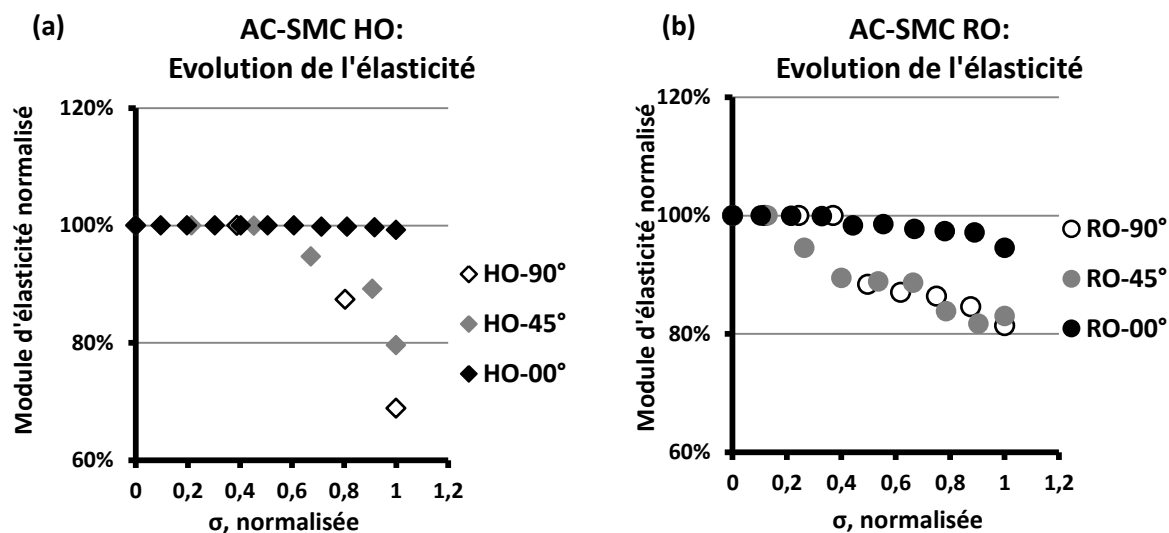 (a)
AC-SMC HO:
Evolution de l'élasticité
Module d'élasticité normalisé
120%
100%
80%
60%
0 0,2 0,4 0,6 0,8 1 1,2
σ, normalisée
HO-90°
HO-45°
HO-00°
(b)
AC-SMC RO:
Evolution de l'élasticité
Module d'élasticité normalisé
120%
100%
80%
60%
0 0,2 0,4 0,6 0,8 1 1,2
σ, normalisée
RO-90°
RO-45°
RO-00°